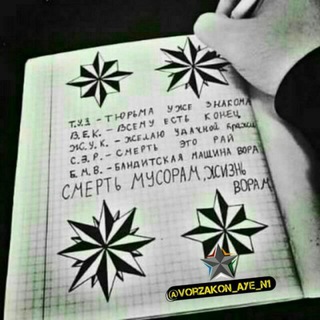 Т.У.З - ТЮРЬМА УЖЕ ЗНАКОМА
В.Е.К. - ВСЕМУ ЕСТЬ КОНЕЦ
Ж.У.К. - ЖЕЛАЮ УДАЧНОЙ КРАЖИ
С.Э.Р. - СМЕРТЬ ЭТО РАЙ
Б.М.В. - БАНДИТСКАЯ МАШИНА ВОРА
СМЕРТЬ МУСОРАМ, ЖИЗНЬ
ВОРАМ
@VORZAKON_AYE_N1